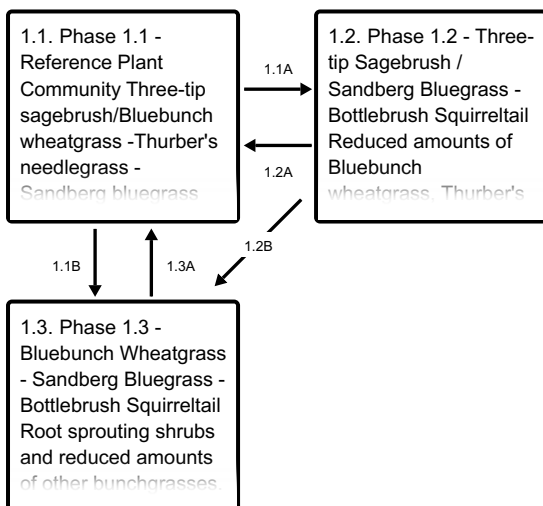 1.1. Phase 1.1 -
Reference Plant
Community Three-tip
sagebrush/Bluebunch
wheatgrass -Thurber's
needlegrass -
Sandberg bluegrass
1.1A
1.2A
1.2. Phase 1.2 - Three-
tip Sagebrush /
Sandberg Bluegrass -
Bottlebrush Squirreltail
Reduced amounts of
Bluebunch
wheatgrass, Thurber's
1.1B
1.3A
1.2B
1.3. Phase 1.3 -
Bluebunch Wheatgrass
- Sandberg Bluegrass -
Bottlebrush Squirreltail
Root sprouting shrubs
and reduced amounts
of other bunchgrasses.